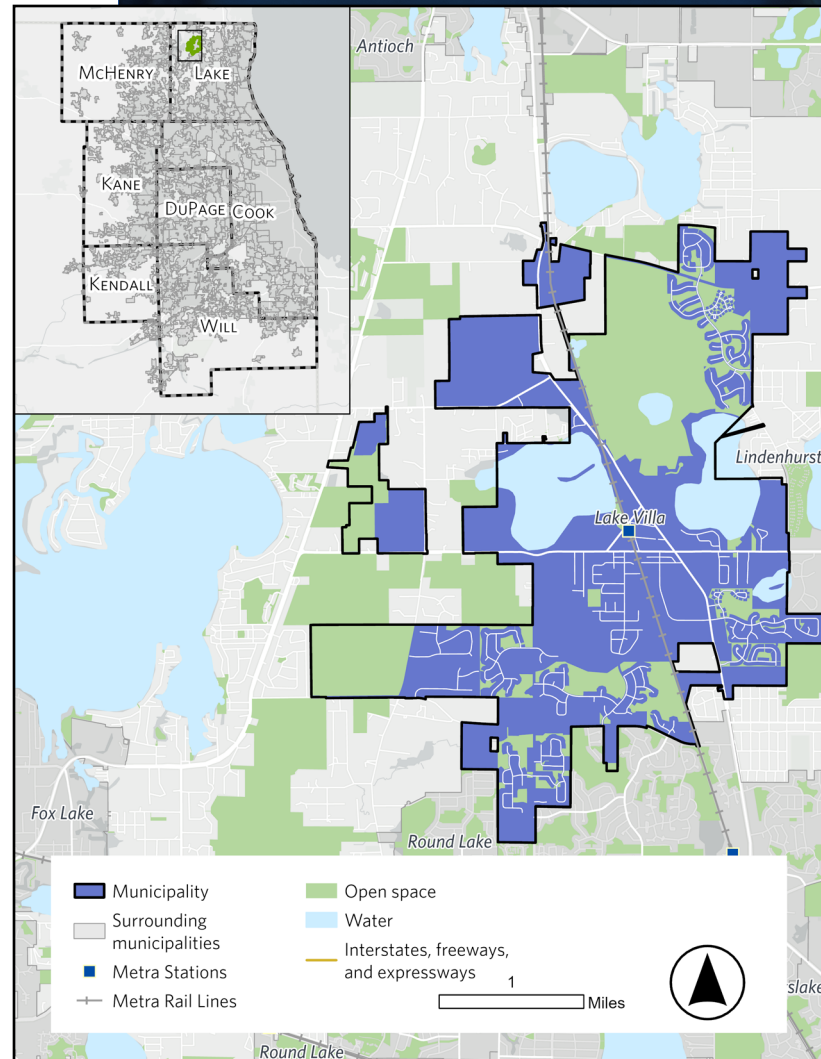 McHenry
Lake
Kane
DuPage
Cook
Kendall
Will
Antioch
Lindenhurst
Lake Villa
Fox Lake
Round Lake
Municipality
Surrounding
municipalities
Metra Stations
Metra Rail Lines
Open space
Water
Interstates, freeways,
and expressways
1
Miles
Round Lake